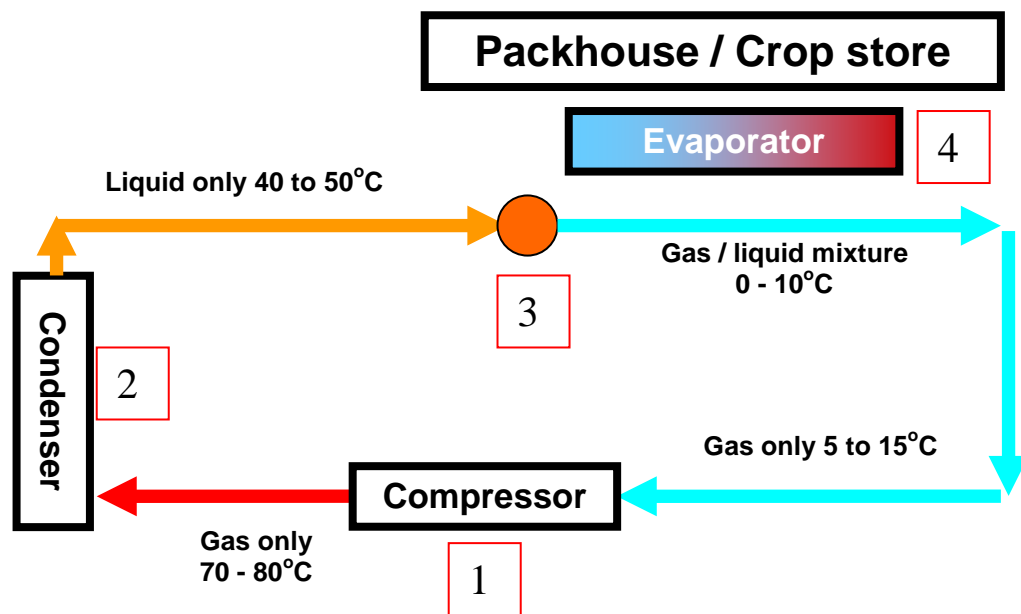 Packhouse / Crop store
Evaporator
4
Liquid only 40 to 50°C
Gas / liquid mixture
0 - 10°C
3
Condenser
2
Gas only 5 to 15°C
Compressor
Gas only
70 - 80°C
1